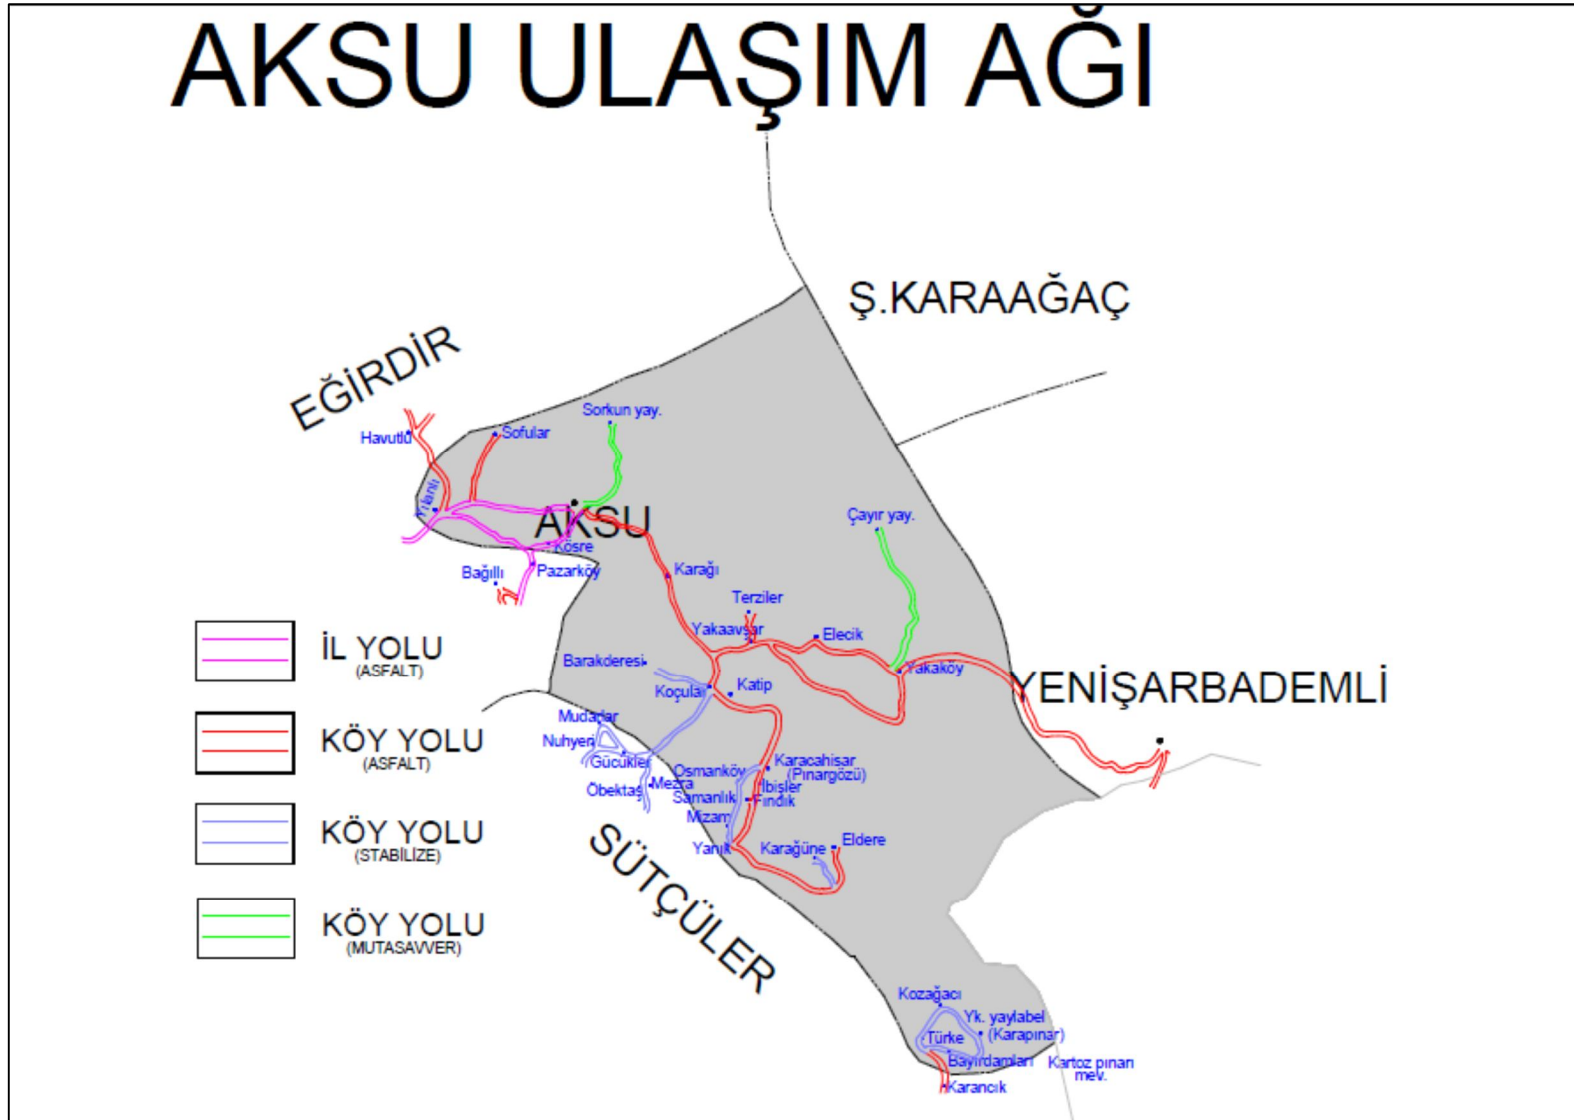 AKSU ULAŞIM AĞI
Ş.KARAAĞAÇ
EĞİRDİR
Sorkun yay.
Havutlu
Sofular
Yılanlı
AKSU
Çayır yay.
Kösre
Bağıllı
Pazarköy
Karağı
Terziler
Yakaavşar
Elecik
Barakderesi
Yakaköy
YENİŞARBADEMLİ
Koçular
Katip
Mudarlar
Nuhyeri
Gücükler
Osmanköy
Karacahisar
(Pınargözü)
Öbektaş
Mezra
İbişler
Samanlık
Fındık
Mizam
Yanık
Karağüne
Eldere
SÜTÇÜLER
İL YOLU
(ASFALT)
KÖY YOLU
(ASFALT)
KÖY YOLU
(STABİLİZE)
KÖY YOLU
(MUTASAVVER)
Kozağacı
Yk. yaylabel
(Karapınar)
Türke
Bayırdamları
Kartoz pınarı
mev.
Karancık